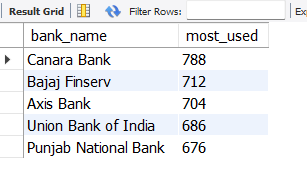 Result Grid Filter Rows: Exp
bank_name most_used
Canara Bank 788
Bajaj Finserv 712
Axis Bank 704
Union Bank of India 686
Punjab National Bank 676